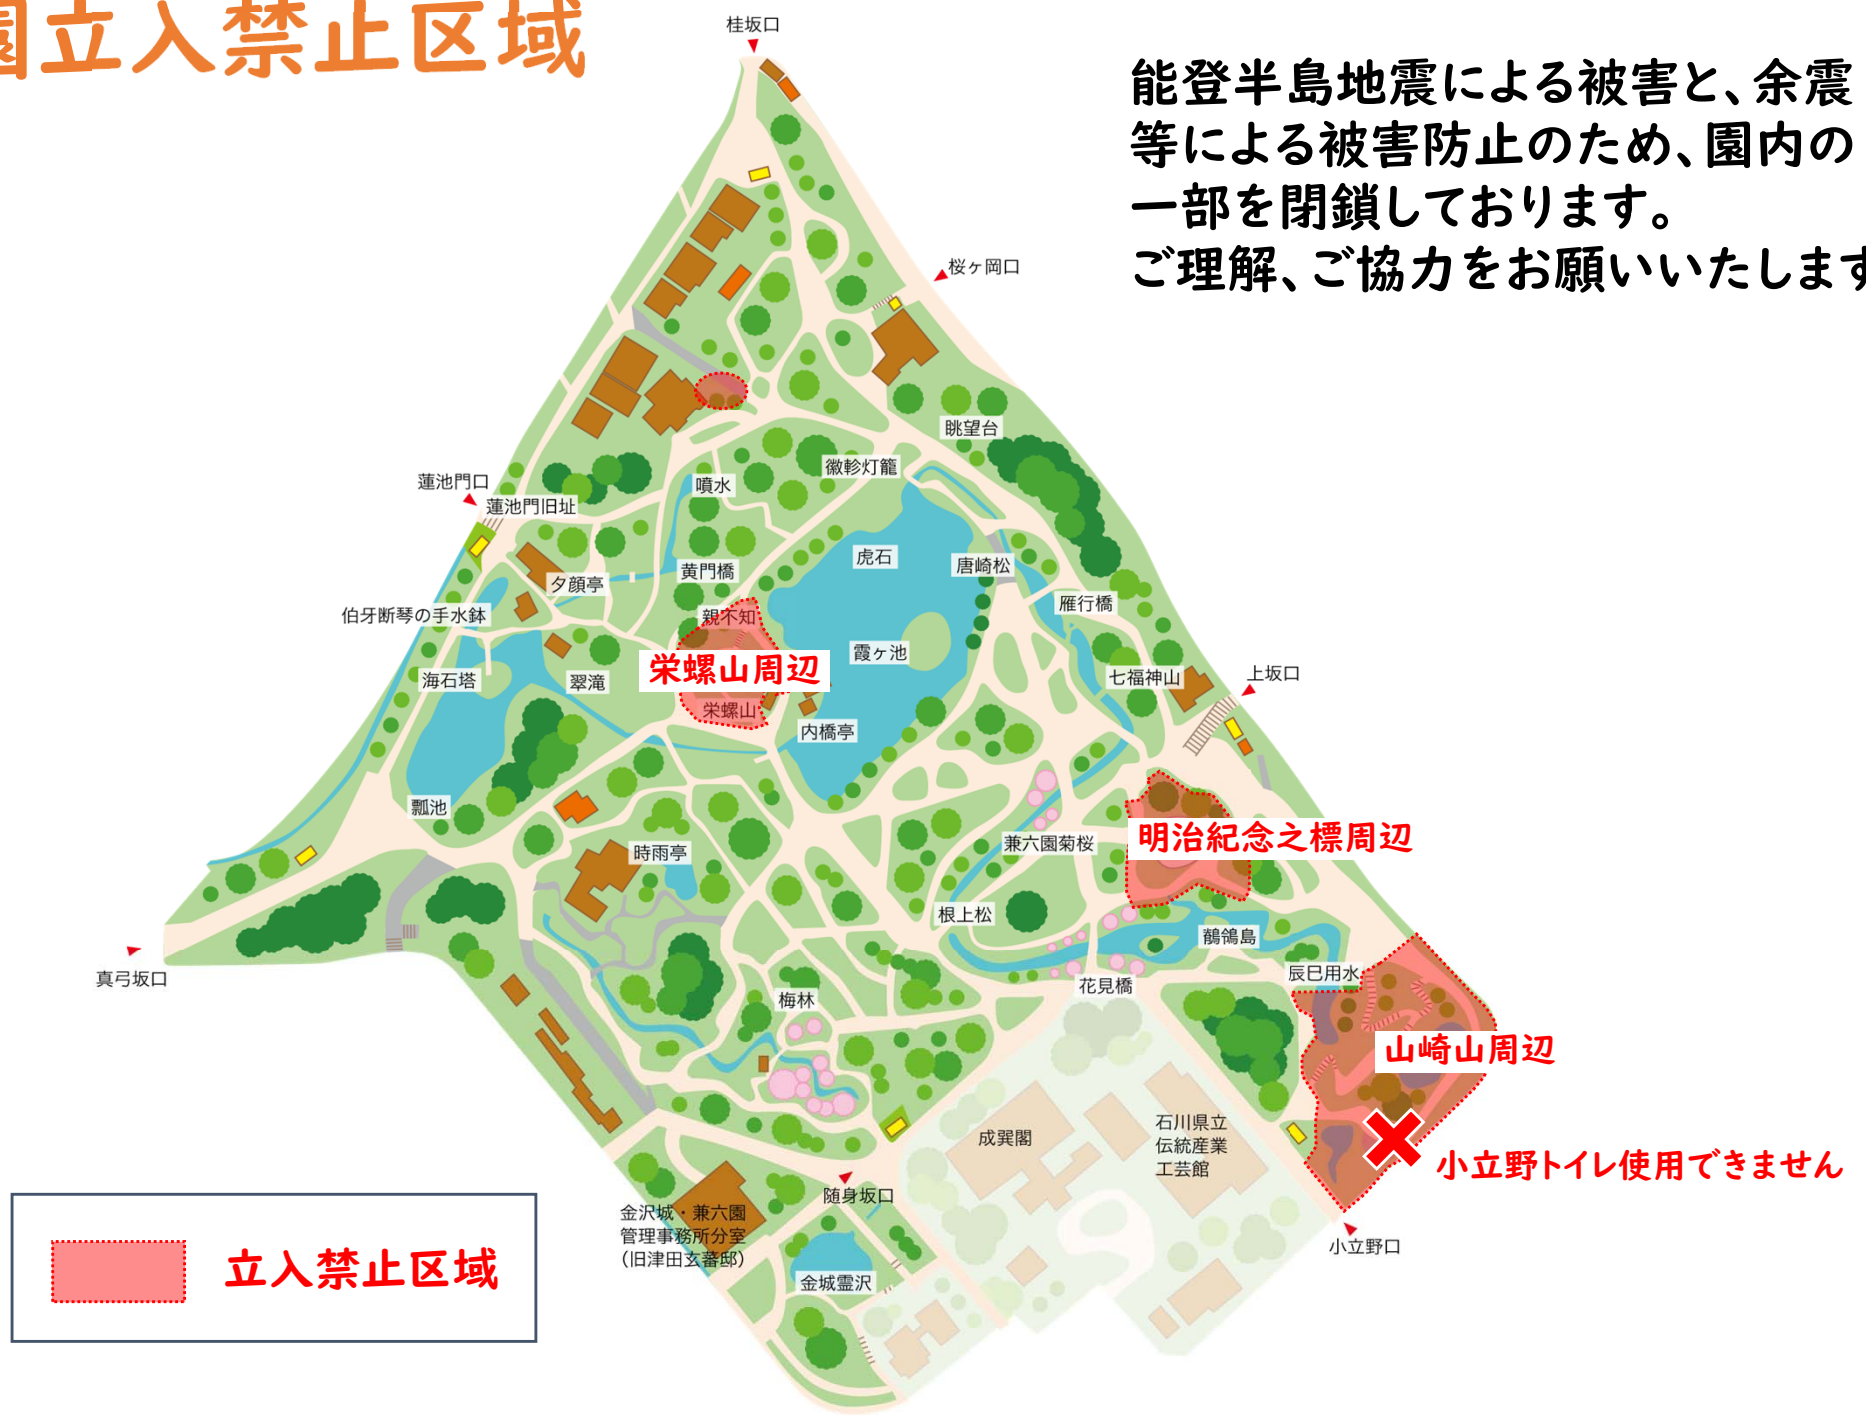 園立入禁止区域
能登半島地震による被害と、余震
等による被害防止のため、園内の
一部を閉鎖しております。
ご理解、ご協力をお願いいたします
桂坂口
桜ヶ岡口
眺望台
徽軫灯籠
噴水
蓮池門口
蓮池門旧址
虎石
唐崎松
黄門橋
夕顔亭
雁行橋
伯牙断琴の手水鉢
親不知
霞ヶ池
栄螺山周辺
海石塔
翠滝
七福神山
上坂口
栄螺山
内橋亭
瓢池
明治紀念之標周辺
兼六園菊桜
時雨亭
根上松
鶺鴒島
辰巳用水
真弓坂口
花見橋
梅林
山崎山周辺
成巽閣
石川県立
伝統産業
工芸館
小立野トイレ使用できません
随身坂口
金沢城・兼六園
管理事務所分室
（旧津田玄蕃邸）
小立野口
金城霊沢
立入禁止区域